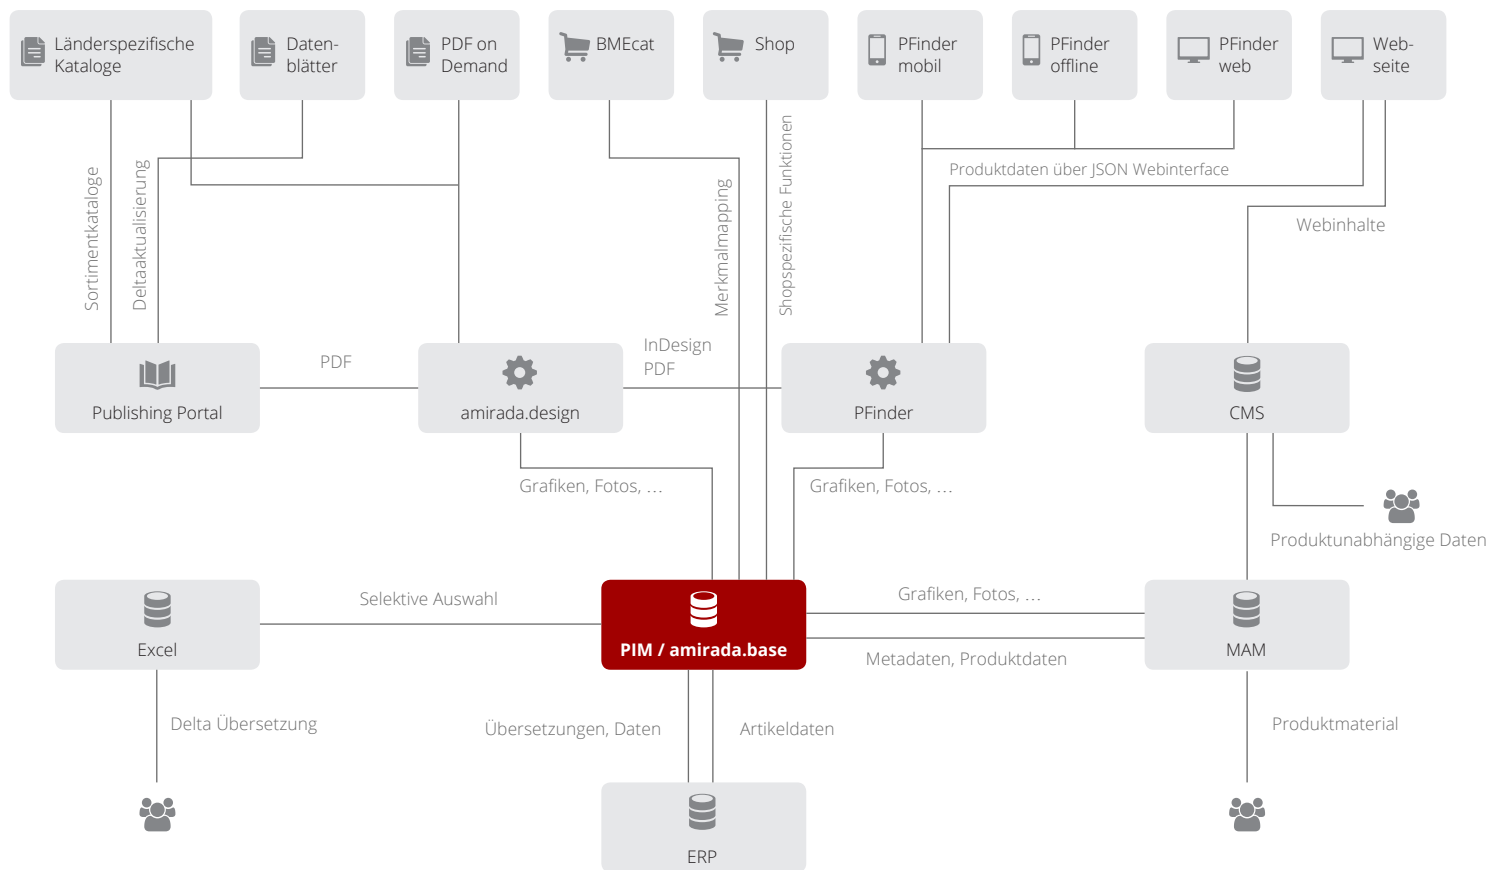 Länderspezifische
Kataloge
Daten-
blätter
PDF on
Demand
BMEcat
Shop
PFinder
mobil
PFinder
offline
PFinder
web
Web-
seite
Sortimentkataloge
Deltaaktualisierung
Merkmalmapping
Shopspezifische Funktionen
Produktdaten über JSON Webinterface
Webinhalte
Publishing Portal
PDF
amirada.design
InDesign
PDF
PFinder
CMS
Grafiken, Fotos, …
Grafiken, Fotos, …
Produktunabhängige Daten
Excel
Selektive Auswahl
PIM / amirada.base
Grafiken, Fotos, …
Metadaten, Produktdaten
MAM
Delta Übersetzung
Übersetzungen, Daten
Artikeldaten
Produktmaterial
ERP